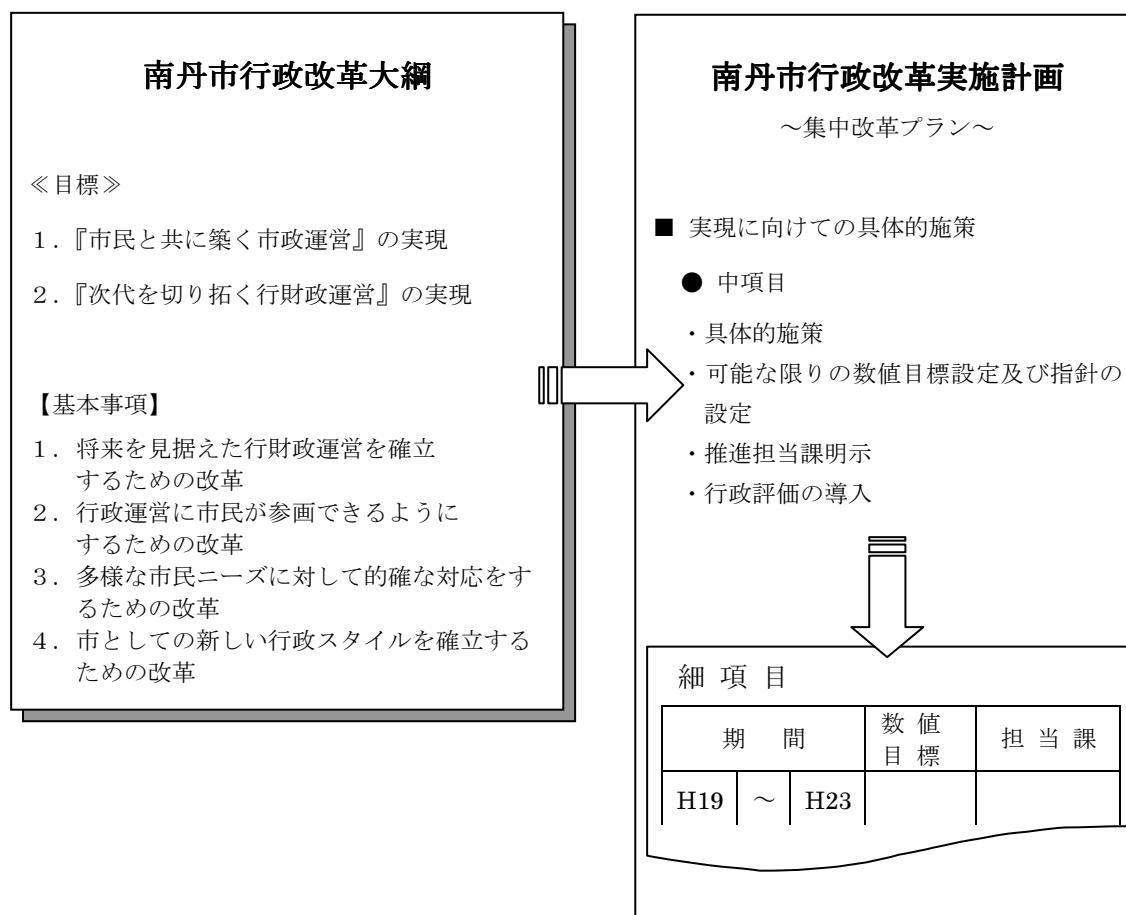 南丹市行政改革大綱
≪目標≫
１．『市民と共に築く市政運営』の実現
２．『次代を切り拓く行財政運営』の実現
【基本事項】
１．将来を見据えた行財政運営を確立
するための改革
２．行政運営に市民が参画できるように
するための改革
３．多様な市民ニーズに対して的確な対応をす
るための改革
４．市としての新しい行政スタイルを確立する
ための改革
南丹市行政改革実施計画
～集中改革プラン～
■ 実現に向けての具体的施策
● 中項目
・具体的施策
・可能な限りの数値目標設定及び指針の
設定
・推進担当課明示
・行政評価の導入
細 項 目
期 間
数 値
目 標
担 当 課
H19 ～ H23